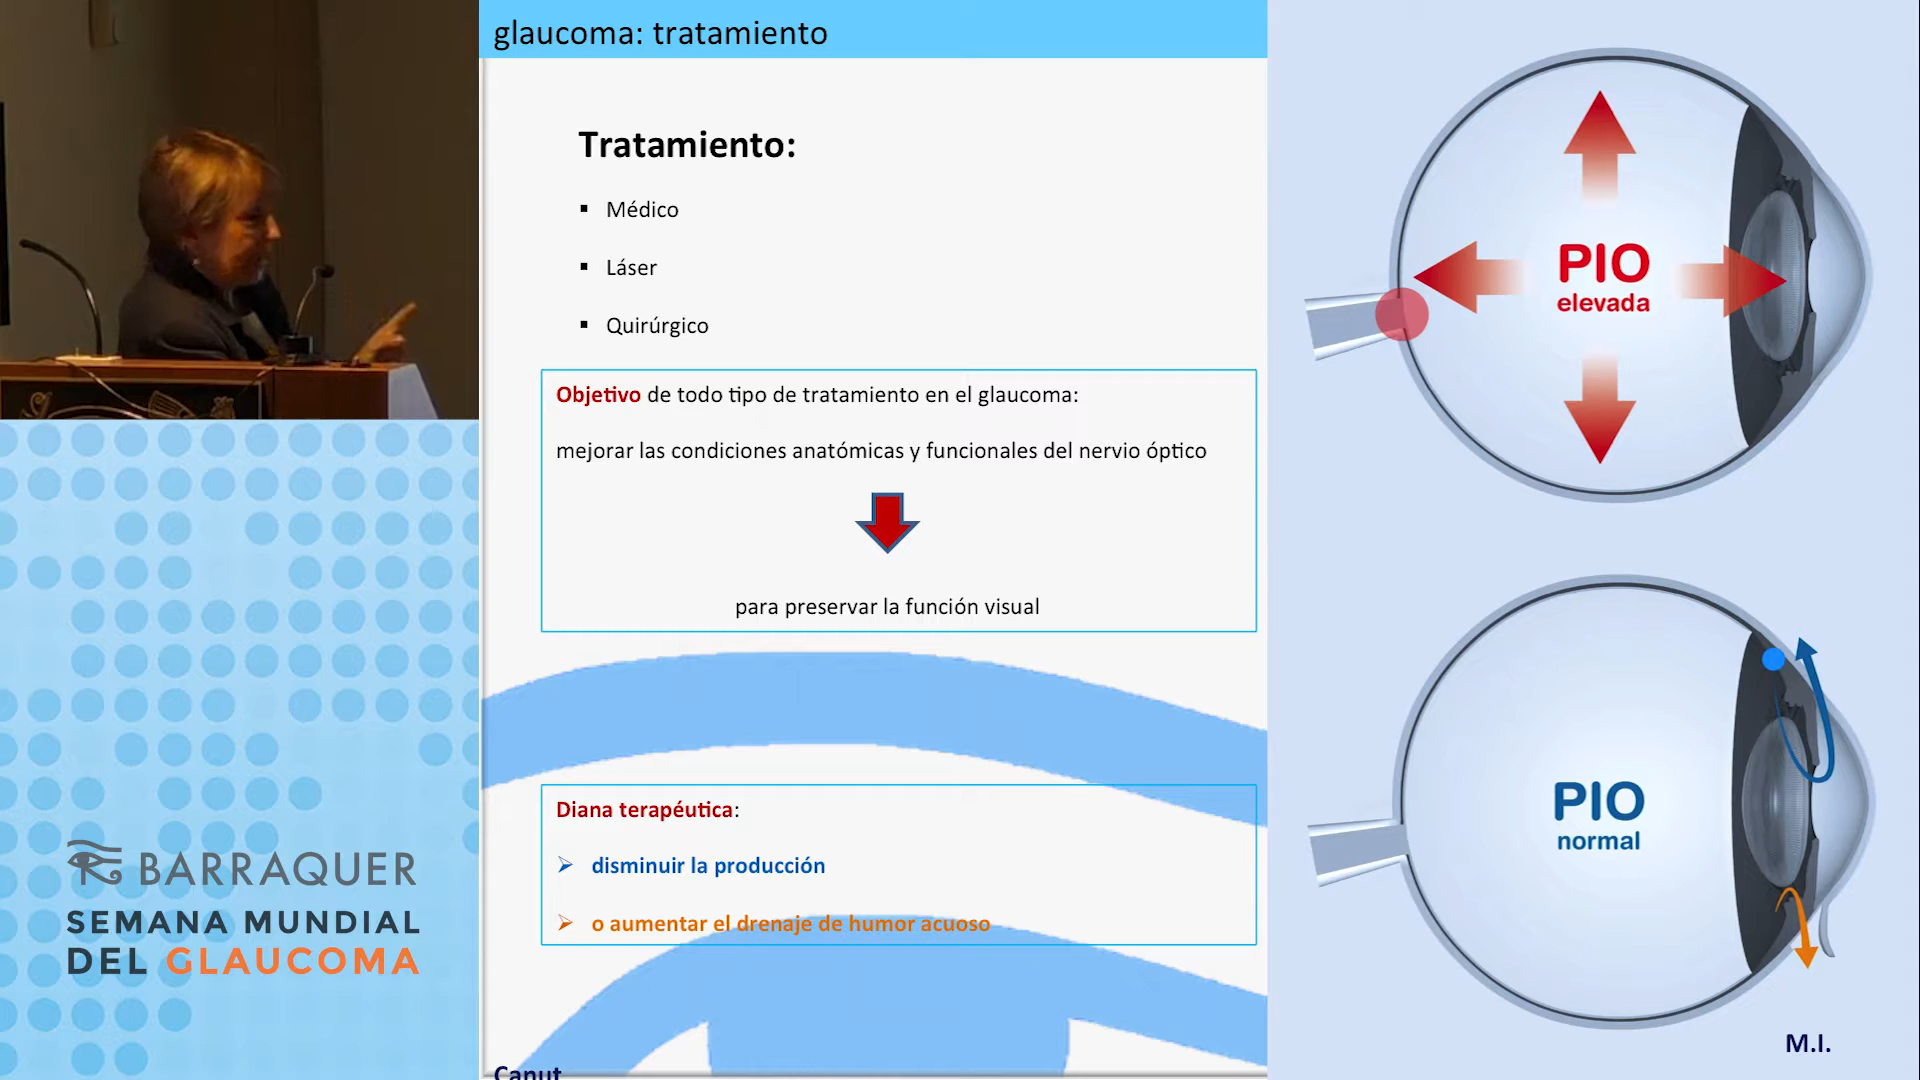 glaucoma: tratamiento
Tratamiento:
Médico
Láser
Quirúrgico
Objetivo de todo tipo de tratamiento en el glaucoma:
mejorar las condiciones anatómicas y funcionales del nervio óptico
para preservar la función visual
Diana terapéutica:
disminuir la producción
o aumentar el drenaje de humor acuoso
Canut
PIO
elevada
PIO
normal
M.I.
BARRAQUER
SEMANA MUNDIAL
DEL GLAUCOMA